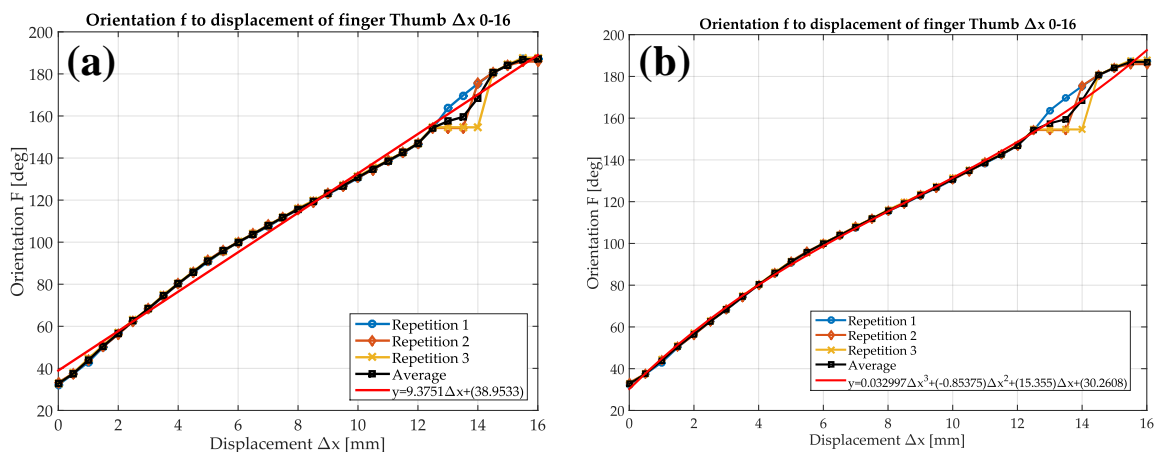 Orientation f to displacement of finger Thumb Δx 0-16
(a)
Orientation F [deg]
200
180
160
140
120
100
80
60
40
20
0 2 4 6 8 10 12 14 16
Displacement Δx [mm]
Repetition 1
Repetition 2
Repetition 3
Average
y=9.3751Δx+(38.9533)
Orientation f to displacement of finger Thumb Δx 0-16
(b)
Orientation F [deg]
200
180
160
140
120
100
80
60
40
20
0 2 4 6 8 10 12 14 16
Displacement Δx [mm]
Repetition 1
Repetition 2
Repetition 3
Average
y=0.032997Δx³+(-0.85375)Δx²+(15.355)Δx+(30.2608)